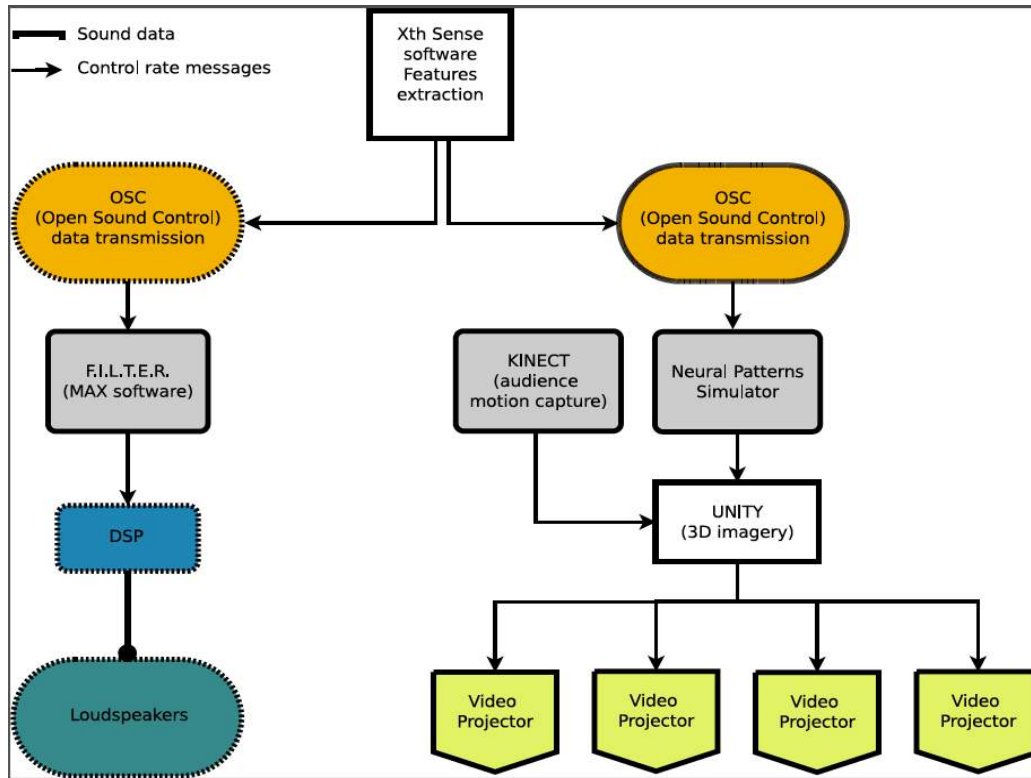 Sound data
Control rate messages
Xth Sense
software
Features
extraction
OSC
(Open Sound Control)
data transmission
OSC
(Open Sound Control)
data transmission
F.I.L.T.E.R.
(MAX software)
KINECT
(audience
motion capture)
Neural Patterns
Simulator
DSP
UNITY
(3D imagery)
Loudspeakers
Video
Projector
Video
Projector
Video
Projector
Video
Projector